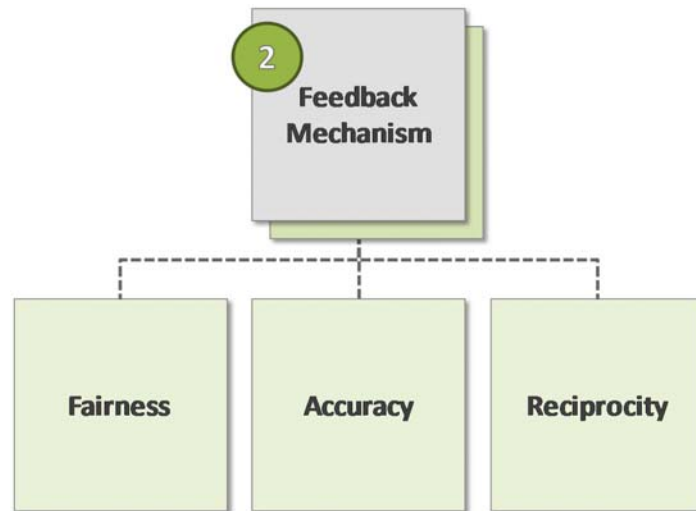 2
Feedback
Mechanism
Fairness
Accuracy
Reciprocity